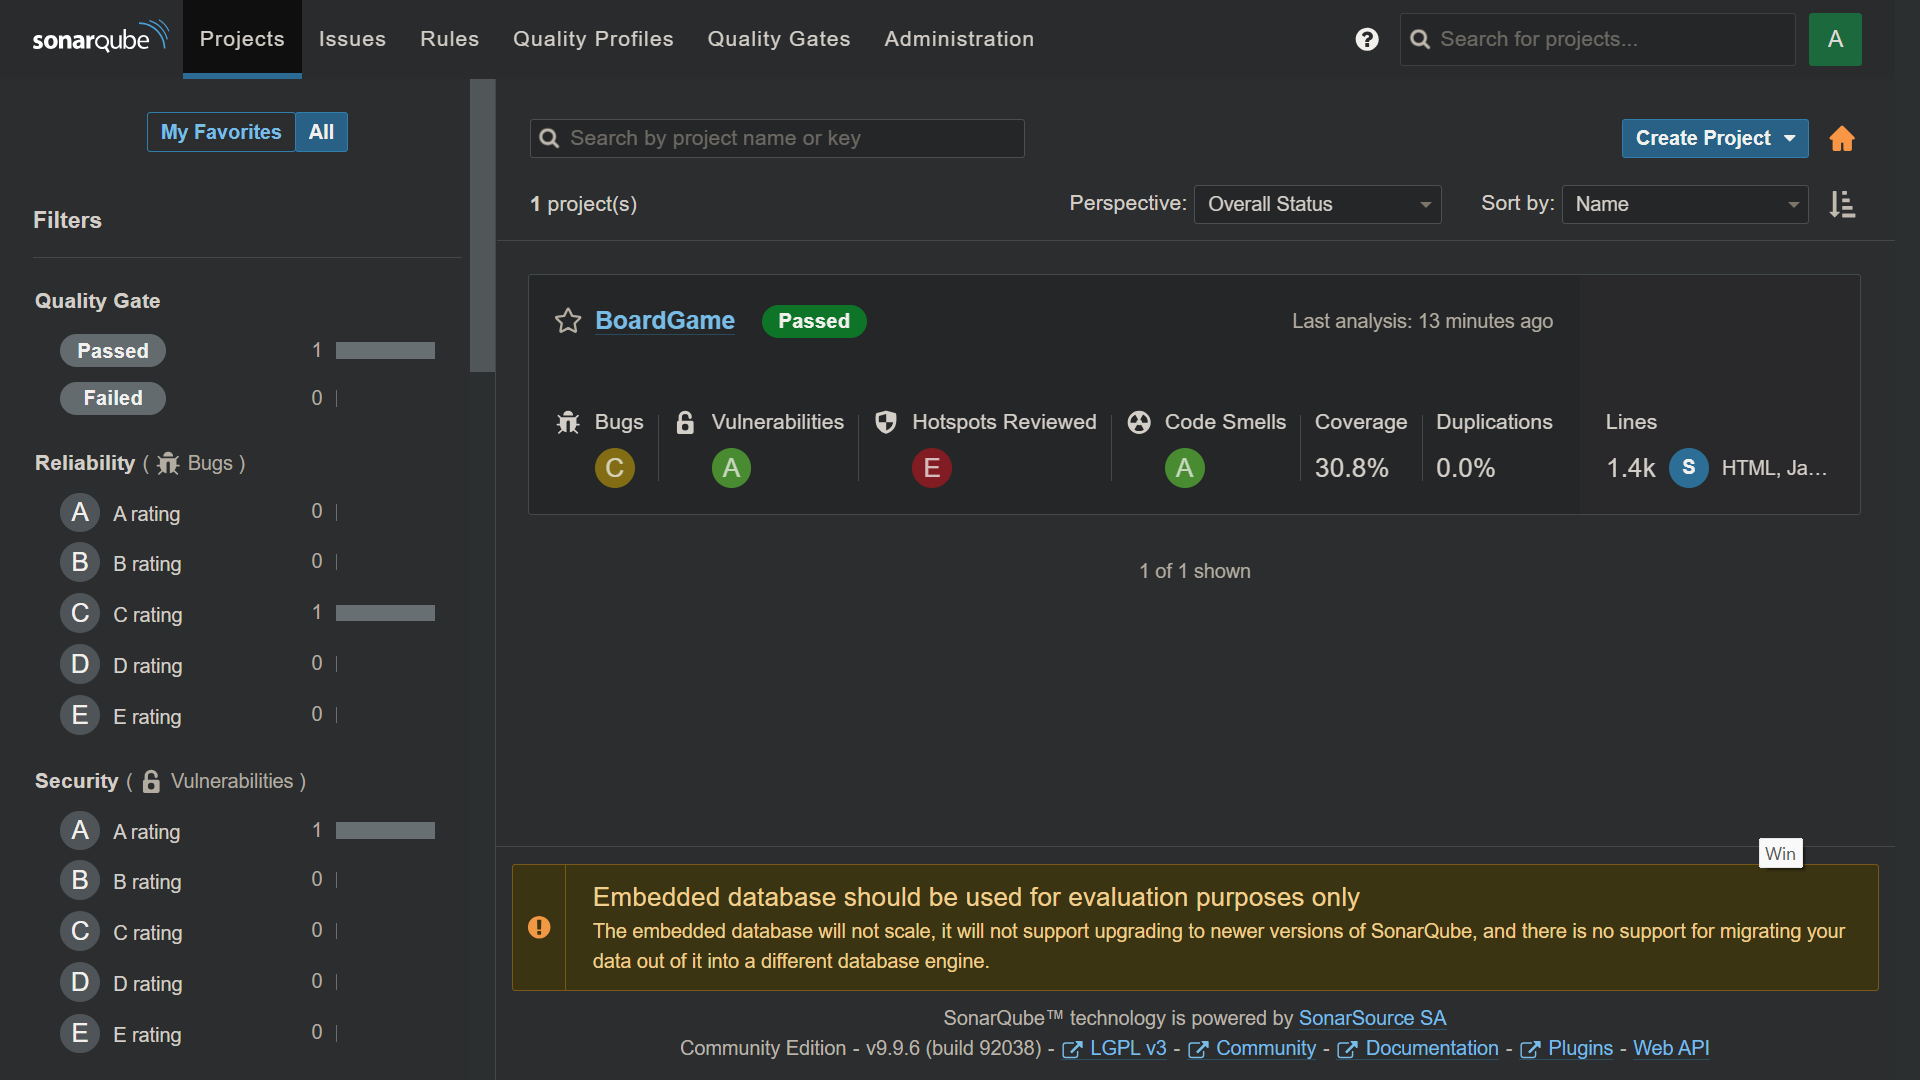 sonarqube Projects Issues Rules Quality Profiles Quality Gates Administration ? Search for projects... A
My Favorites All
Filters
Quality Gate
Passed 1
Failed 0
Reliability ( Bugs )
A A rating 0
B B rating 0
C C rating 1
D D rating 0
E E rating 0
Security ( Vulnerabilities )
A A rating 1
B B rating 0
C C rating 0
D D rating 0
E E rating 0
Search by project name or key
Create Project
1 project(s) Perspective: Overall Status Sort by: Name
BoardGame Passed Last analysis: 13 minutes ago
Bugs Vulnerabilities Hotspots Reviewed Code Smells Coverage Duplications Lines
C A E A 30.8% 0.0% 1.4k S HTML, Ja...
1 of 1 shown
Win
Embedded database should be used for evaluation purposes only
The embedded database will not scale, it will not support upgrading to newer versions of SonarQube, and there is no support for migrating your
data out of it into a different database engine.
SonarQube™ technology is powered by SonarSource SA
Community Edition - v9.9.6 (build 92038) - LGPL v3 - Community - Documentation - Plugins - Web API